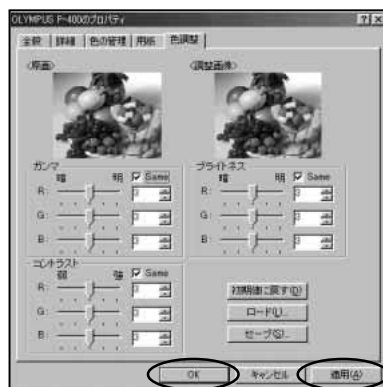 OLYMPUS P-400のプロパティ
全般 詳細 色の管理 用紙 色調整
<原画> <調整画像>
ガンマ ブライトネス
暗 明 Same 暗 明 Same
R: R:
G: G:
B: B:
コントラスト
弱 強 Same
R: 初期値に戻す(D)
G: ロード(L)...
B: セーブ(S)...
OK キャンセル 適用(A)